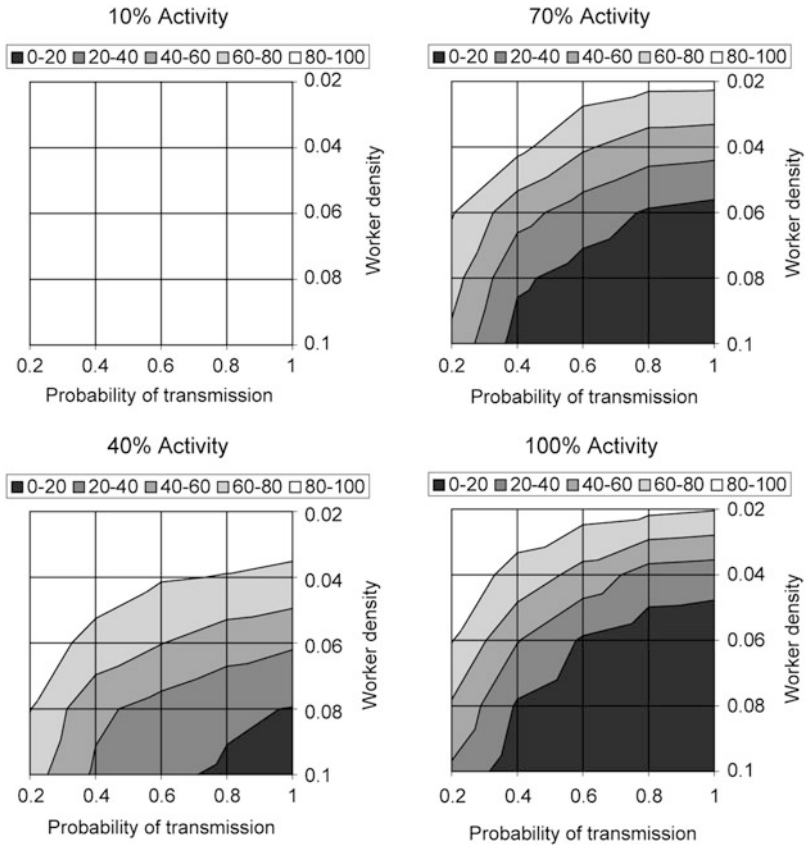 10% Activity
0-20 20-40 40-60 60-80 80-100
0.02
0.04
0.06
0.08
0.1
Worker density
0.2 0.4 0.6 0.8 1
Probability of transmission
70% Activity
0-20 20-40 40-60 60-80 80-100
0.02
0.04
0.06
0.08
0.1
Worker density
0.2 0.4 0.6 0.8 1
Probability of transmission
40% Activity
0-20 20-40 40-60 60-80 80-100
0.02
0.04
0.06
0.08
0.1
Worker density
0.2 0.4 0.6 0.8 1
Probability of transmission
100% Activity
0-20 20-40 40-60 60-80 80-100
0.02
0.04
0.06
0.08
0.1
Worker density
0.2 0.4 0.6 0.8 1
Probability of transmission